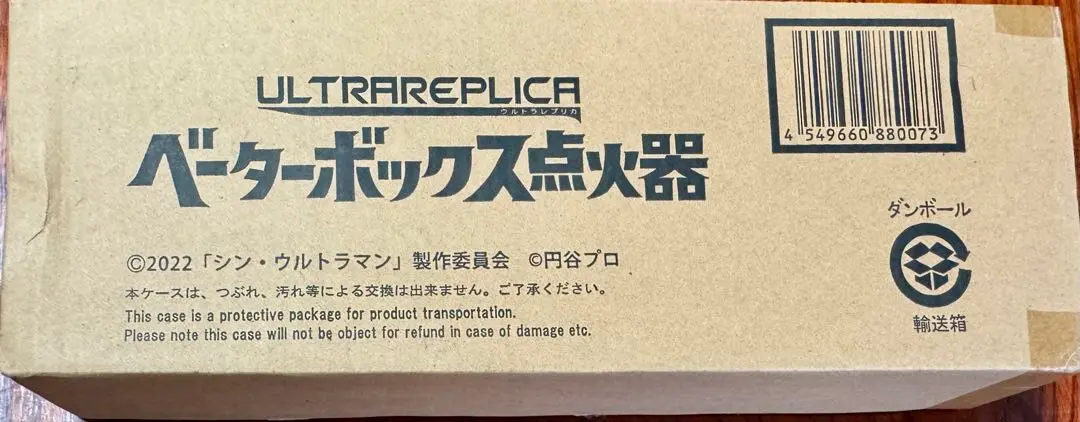 ULTRAREPLICA
ウルトラレプリカ
ベーターボックス点火器
4 549660 880073
ダンボール
輸送箱
©2022「シン・ウルトラマン」製作委員会 ©円谷プロ
本ケースは、つぶれ、汚れ等による交換は出来ません。ご了承ください。
This case is a protective package for product transportation.
Please note this case will not be object for refund in case of damage etc.